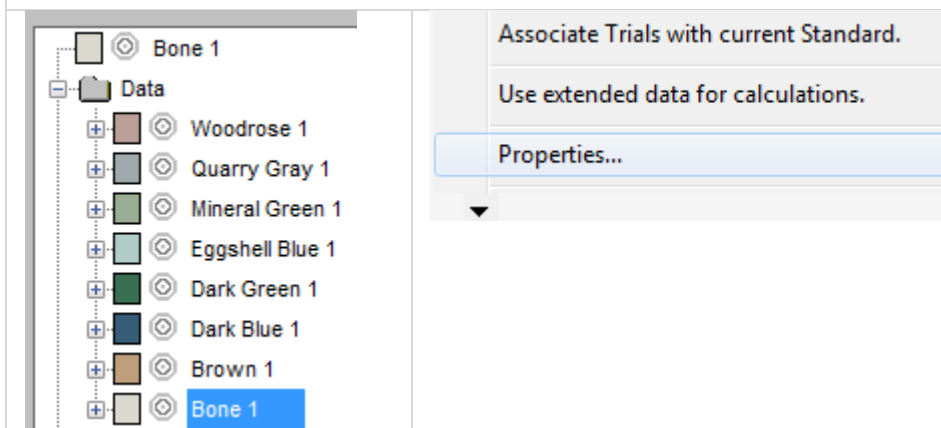 Bone 1
Data
Woodrose 1
Quarry Gray 1
Mineral Green 1
Eggshell Blue 1
Dark Green 1
Dark Blue 1
Brown 1
Bone 1
Associate Trials with current Standard.
Use extended data for calculations.
Properties...